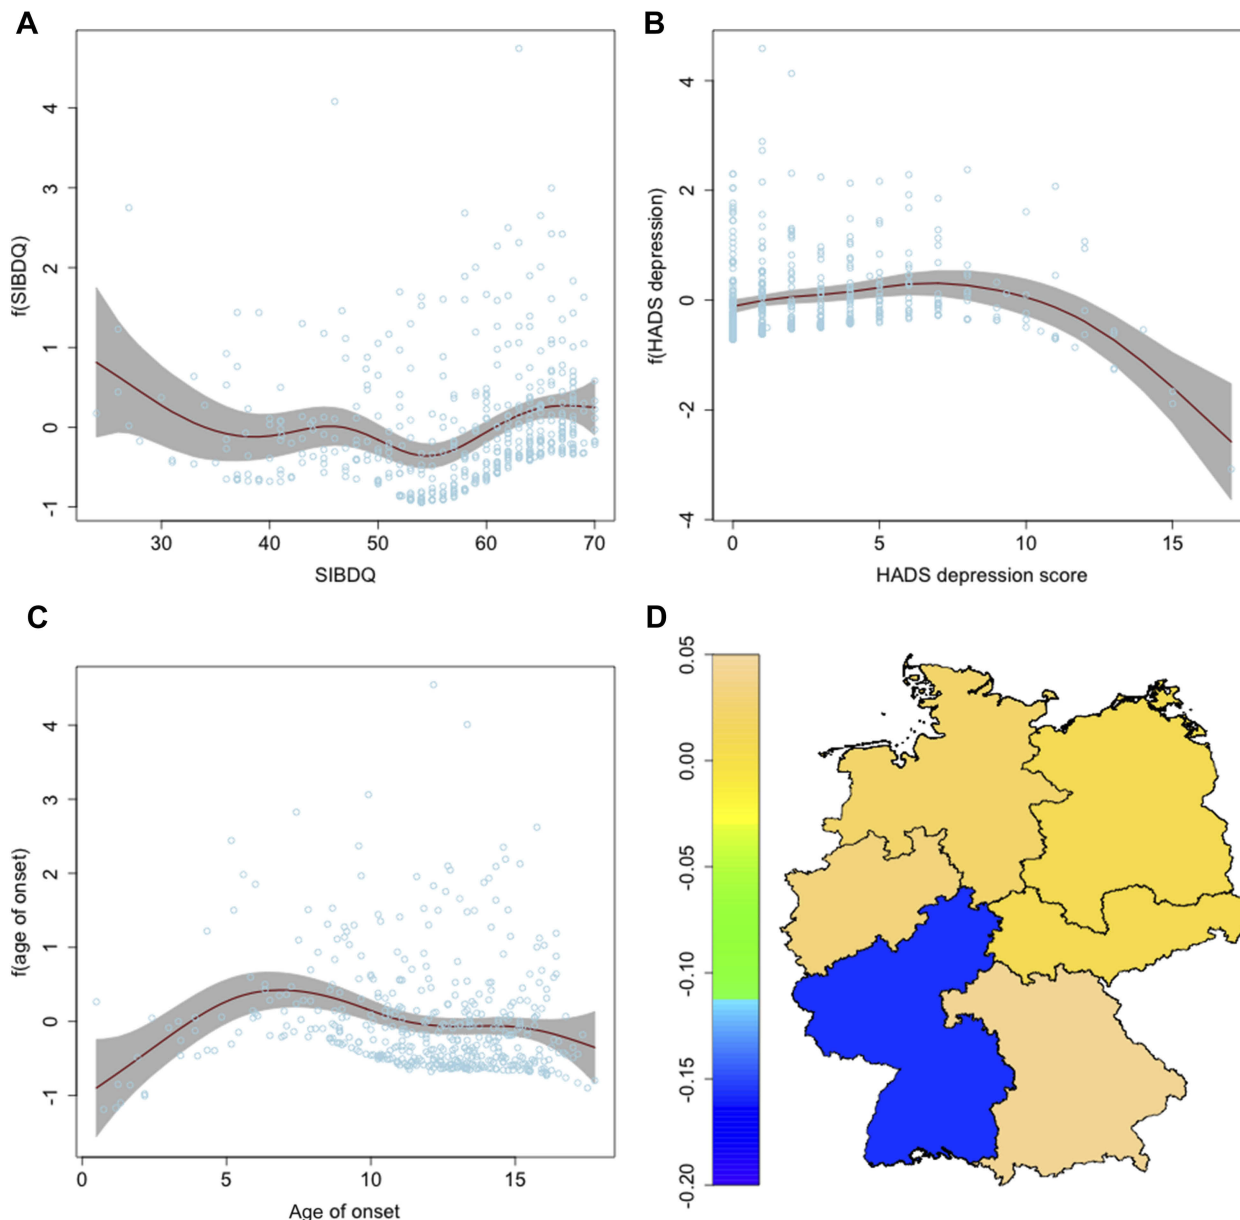 A
f(SIBDQ)
4
3
2
1
0
-1
30 40 50 60 70
SIBDQ
B
f(HADS depression)
4
2
0
-2
-4
0 5 10 15
HADS depression score
C
f(age of onset)
4
3
2
1
0
-1
0 5 10 15
Age of onset
D
0.05
0.00
-0.05
-0.10
-0.15
-0.20